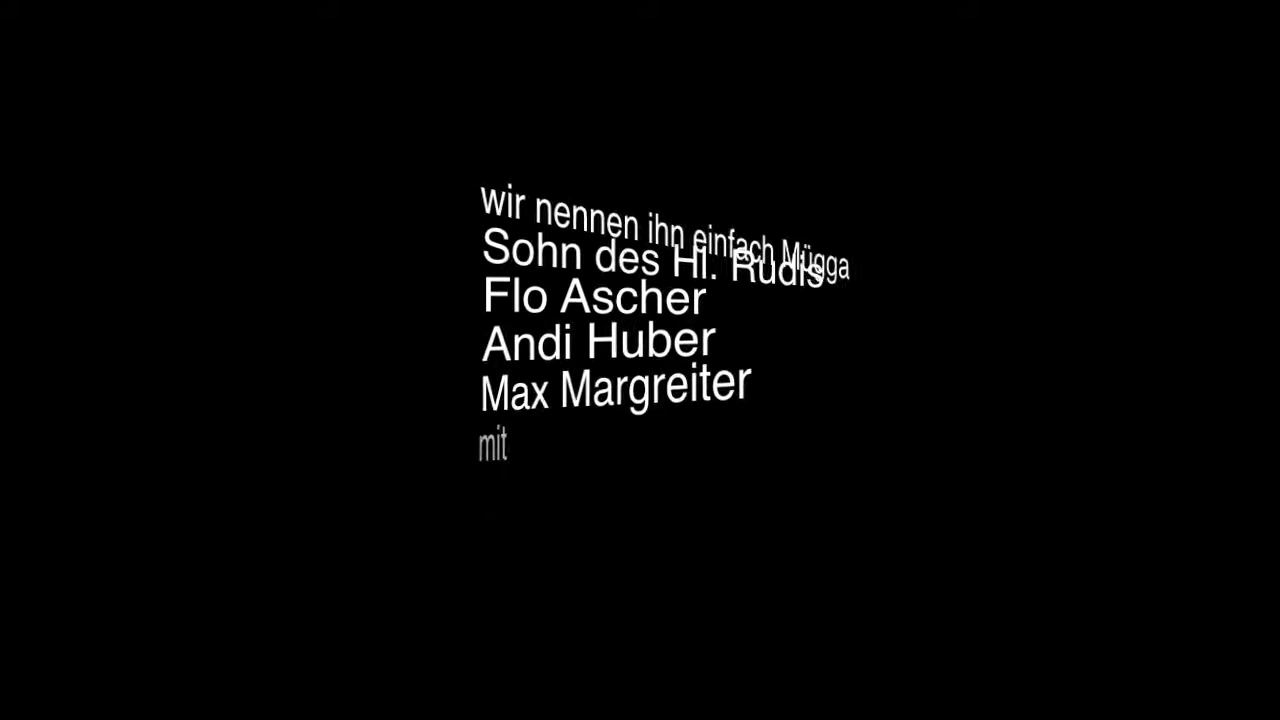 wir nennen ihn einfach Mügga
Sohn des Hl. Rudis
Flo Ascher
Andi Huber
Max Margreiter
mit